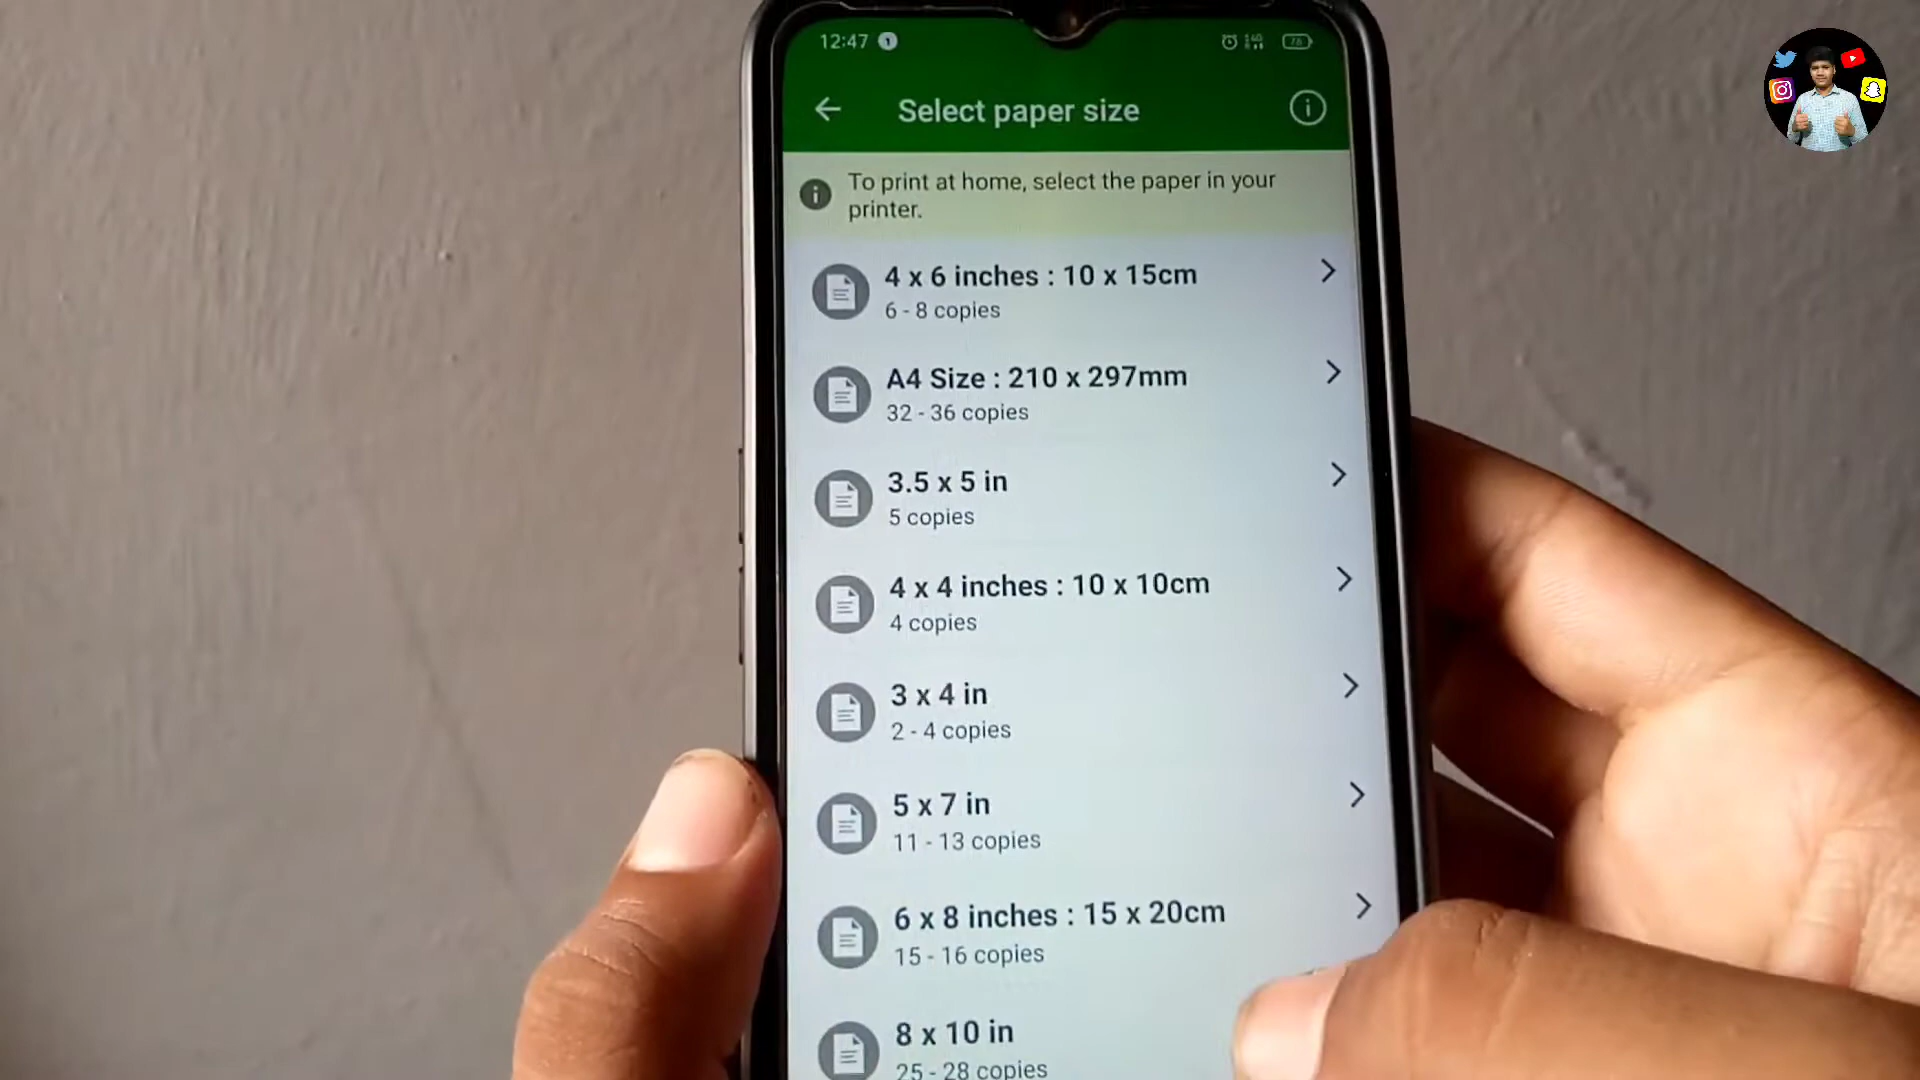 12:47
Select paper size
To print at home, select the paper in your
printer.
4 x 6 inches : 10 x 15cm
6 - 8 copies
A4 Size : 210 x 297mm
32 - 36 copies
3.5 x 5 in
5 copies
4 x 4 inches : 10 x 10cm
4 copies
3 x 4 in
2 - 4 copies
5 x 7 in
11 - 13 copies
6 x 8 inches : 15 x 20cm
15 - 16 copies
8 x 10 in
25 - 28 copies